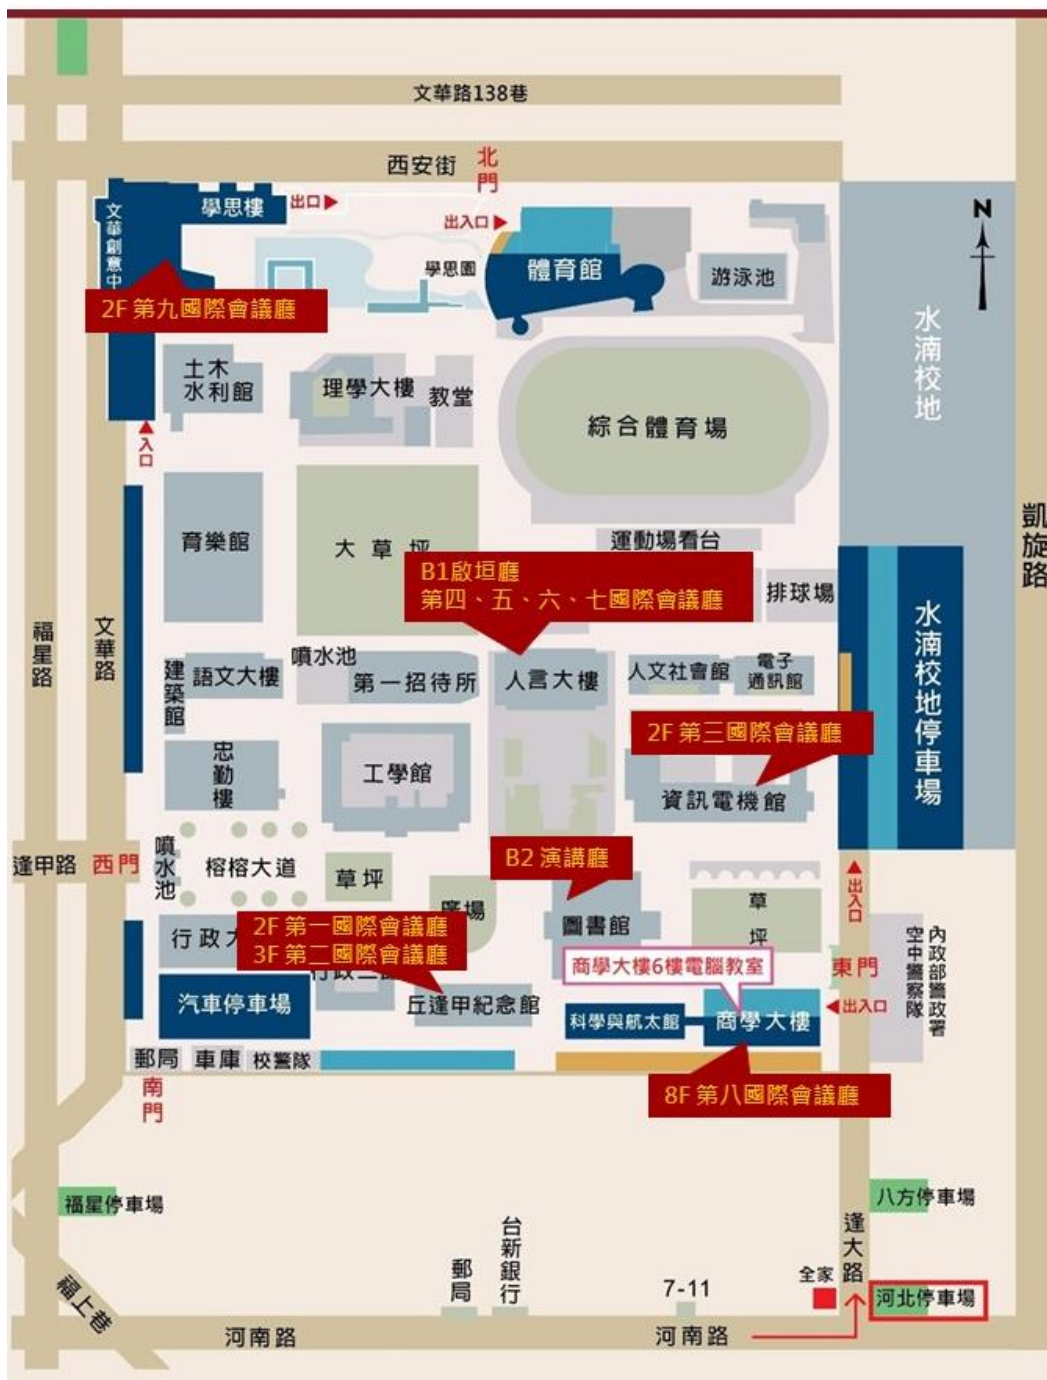 文華路138巷
西安街
北門
學思樓
出口
出入口
文華創意中
學思園
體育館
游泳池
N
水湳校地
2F 第九國際會議廳
土木
水利館
理學大樓
教堂
綜合體育場
入口
育樂館
大草坪
運動場看台
凱旋路
B1啟垣廳
第四、五、六、七國際會議廳
排球場
水湳校地停車場
福星路
文華路
建築館
語文大樓
噴水池
第一招待所
人言大樓
人文社會館
電子
通訊館
2F 第三國際會議廳
忠勤樓
工學館
資訊電機館
逢甲路
西門
噴水池
榕榕大道
草坪
B2 演講廳
出入口
廣場
圖書館
草坪
2F 第一國際會議廳
3F 第二國際會議廳
行政大
內政部警政署
空中警察隊
商學大樓6樓電腦教室
東門
行政二館
汽車停車場
丘逢甲紀念館
科學與航太館
商學大樓
出入口
郵局
車庫
校警隊
南門
8F 第八國際會議廳
福星停車場
八方停車場
逢大路
台新銀行
郵局
7-11
全家
河北停車場
福上巷
河南路
河南路